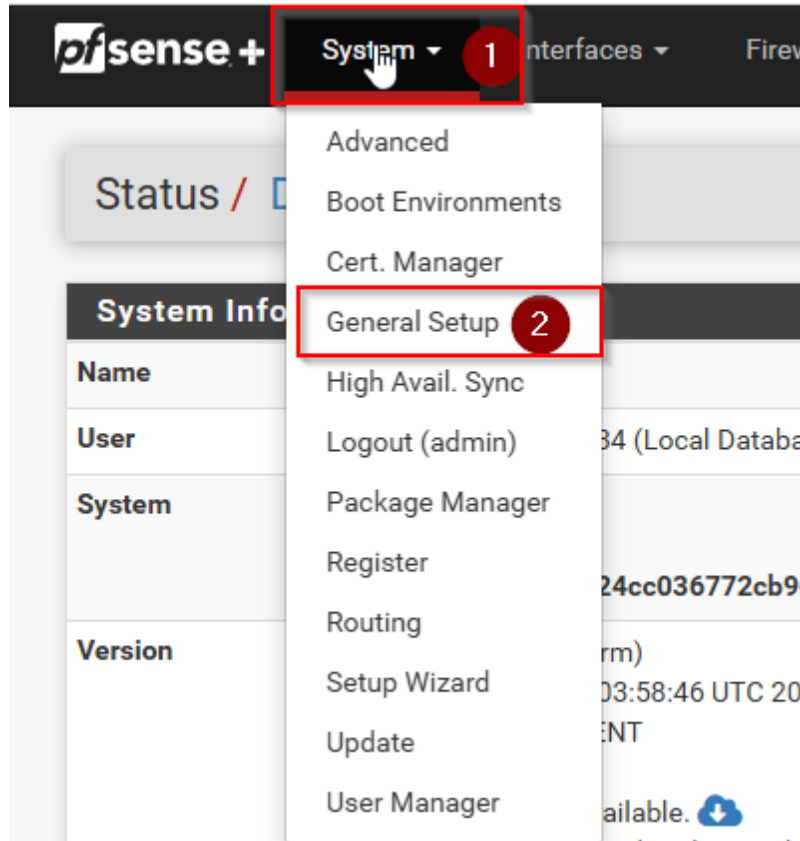 pfsense+ System 1 nterfaces Firew
Advanced
Status / D
Boot Environments
Cert. Manager
System Info
General Setup 2
Name
High Avail. Sync
User
Logout (admin) 34 (Local Databa
System
Package Manager
Register
24cc036772cb9
Routing
Version
rm)
Setup Wizard
03:58:46 UTC 20
ENT
Update
User Manager
ailable.